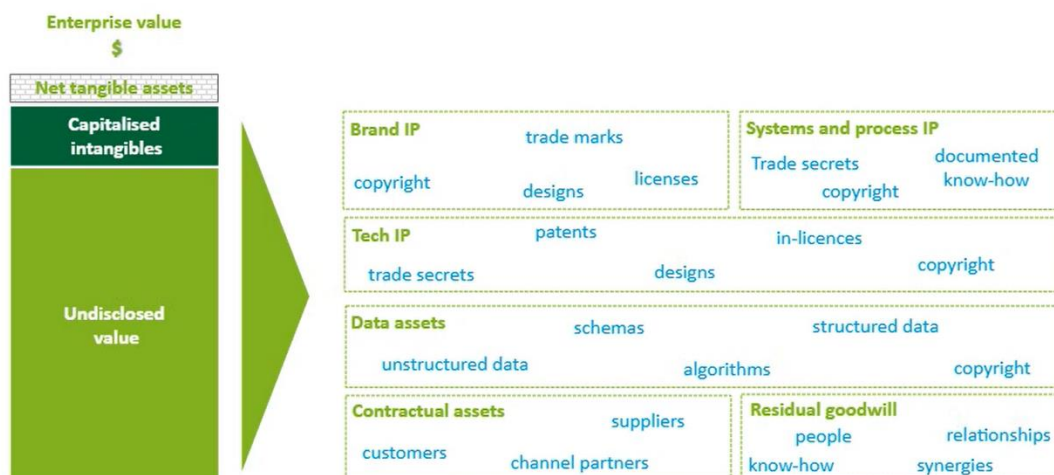 Enterprise value
$
Net tangible assets
Capitalised
intangibles
Undisclosed
value
Brand IP
trade marks
copyright
designs
licenses
Systems and process IP
Trade secrets
documented
know-how
copyright
Tech IP
patents
in-licences
trade secrets
designs
copyright
Data assets
schemas
structured data
unstructured data
algorithms
copyright
Contractual assets
suppliers
customers
channel partners
Residual goodwill
people
relationships
know-how
synergies